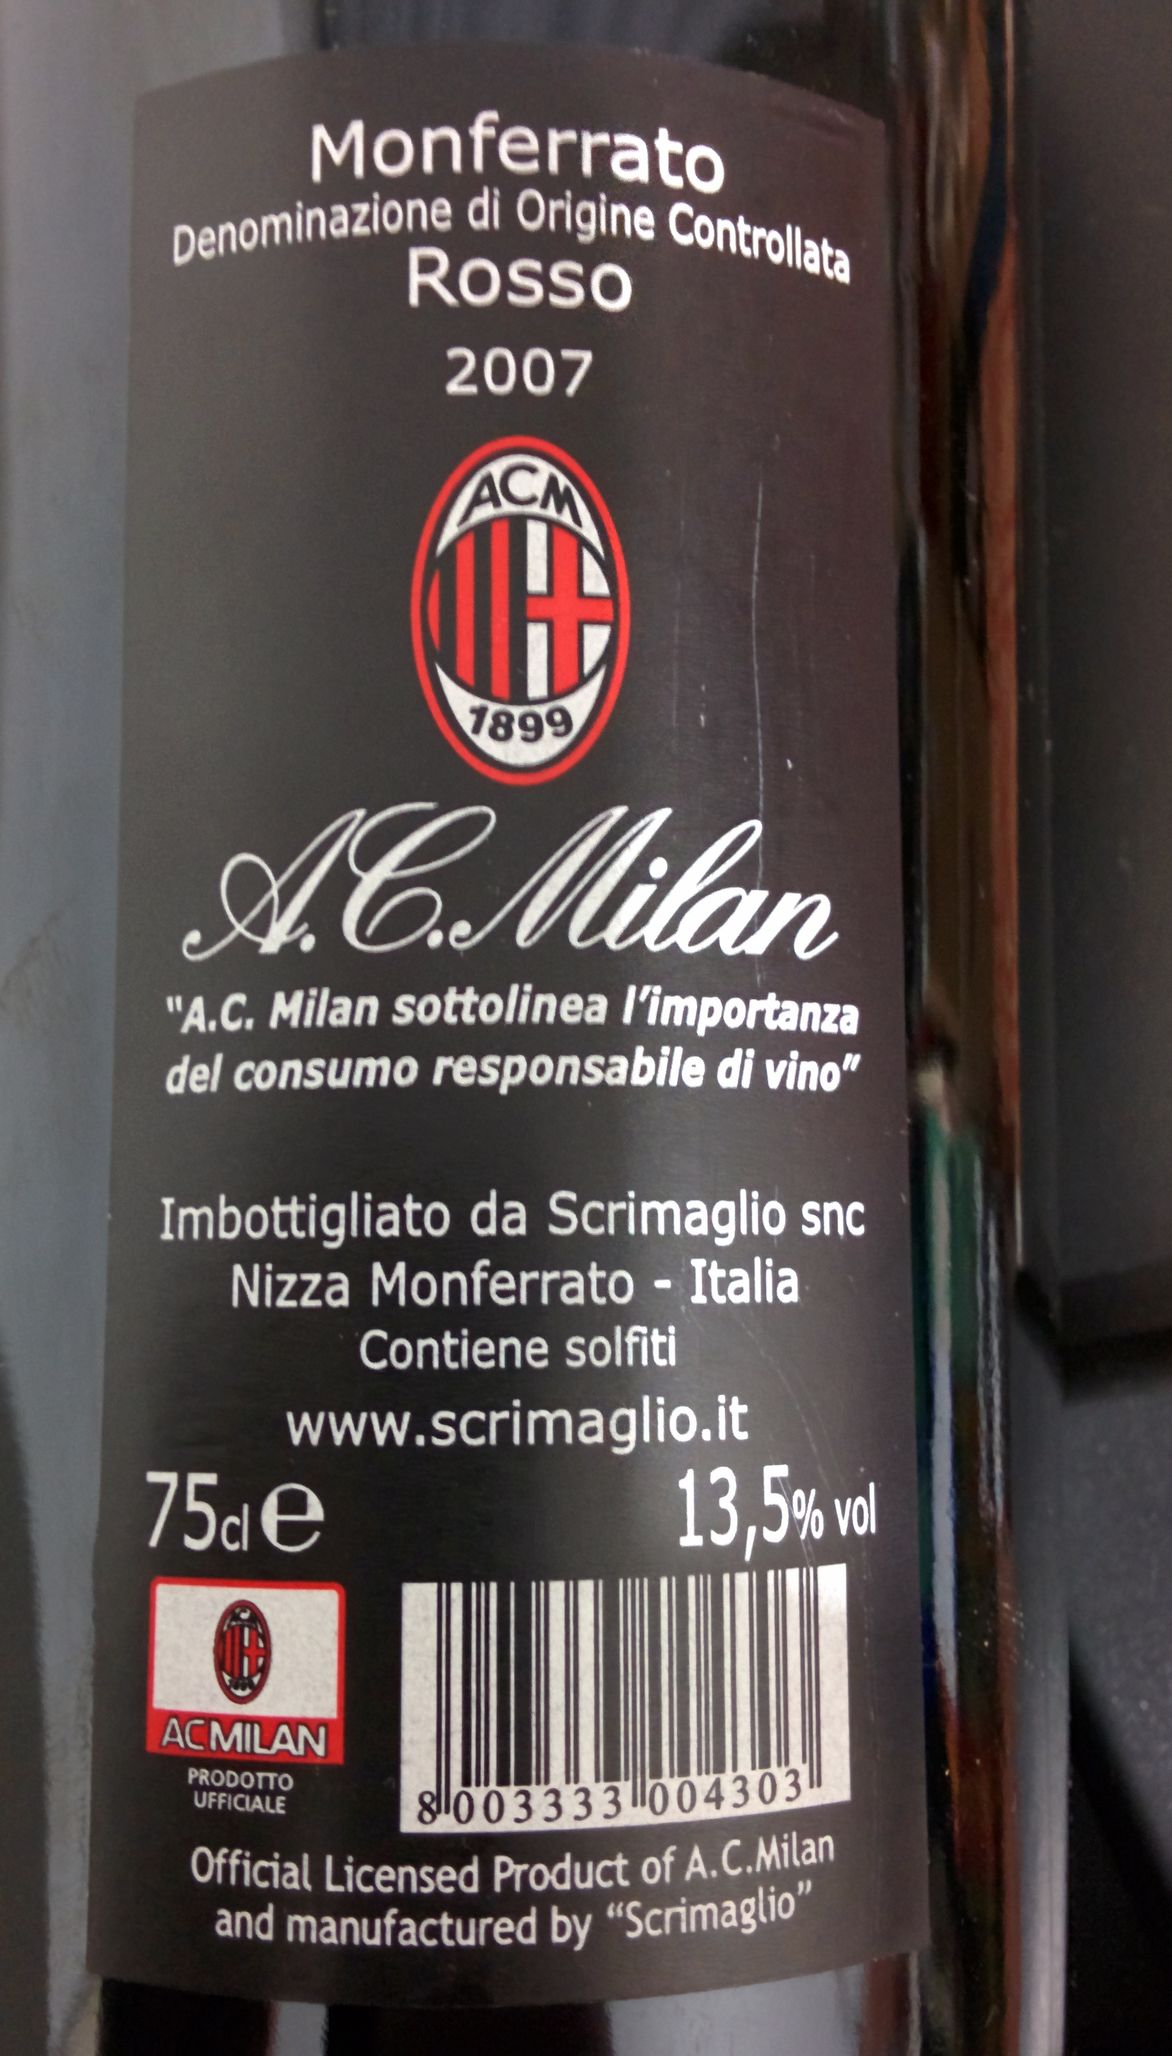 Monferrato
Denominazione di Origine Controllata
Rosso
2007
ACM
1899
A.C.Milan
"A.C. Milan sottolinea l'importanza
del consumo responsabile di vino"
Imbottigliato da Scrimaglio snc
Nizza Monferrato - Italia
Contiene solfiti
www.scrimaglio.it
75cl e 13,5% vol
ACMILAN
PRODOTTO
UFFICIALE
8 003333 004303
Official Licensed Product of A.C.Milan
and manufactured by “Scrimaglio”